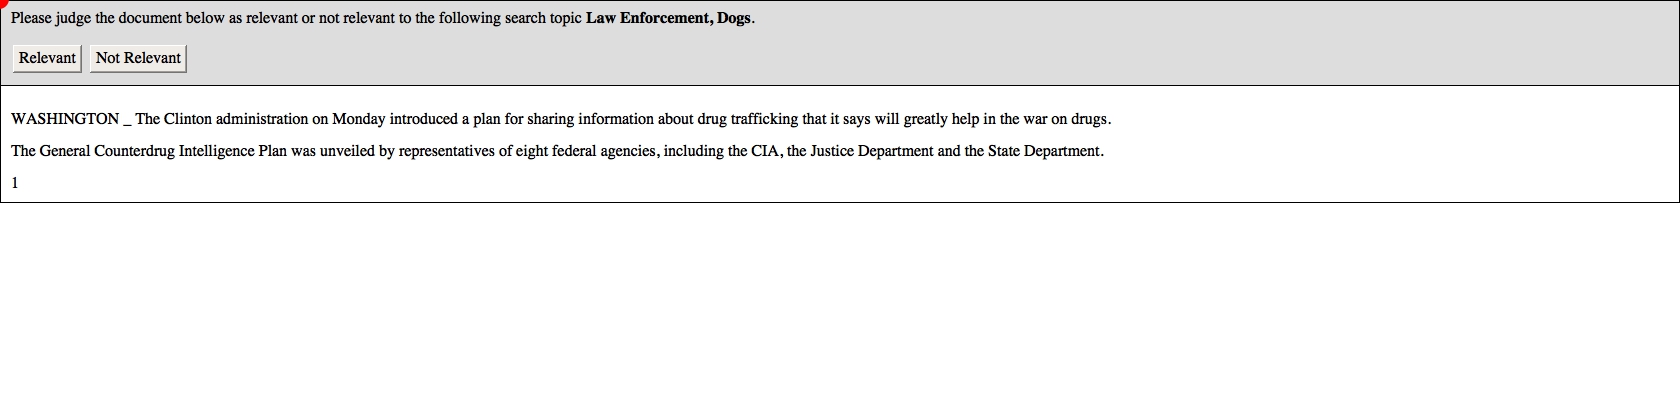 Please judge the document below as relevant or not relevant to the following search topic Law Enforcement, Dogs.
Relevant Not Relevant
WASHINGTON _ The Clinton administration on Monday introduced a plan for sharing information about drug trafficking that it says will greatly help in the war on drugs.
The General Counterdrug Intelligence Plan was unveiled by representatives of eight federal agencies, including the CIA, the Justice Department and the State Department.
1